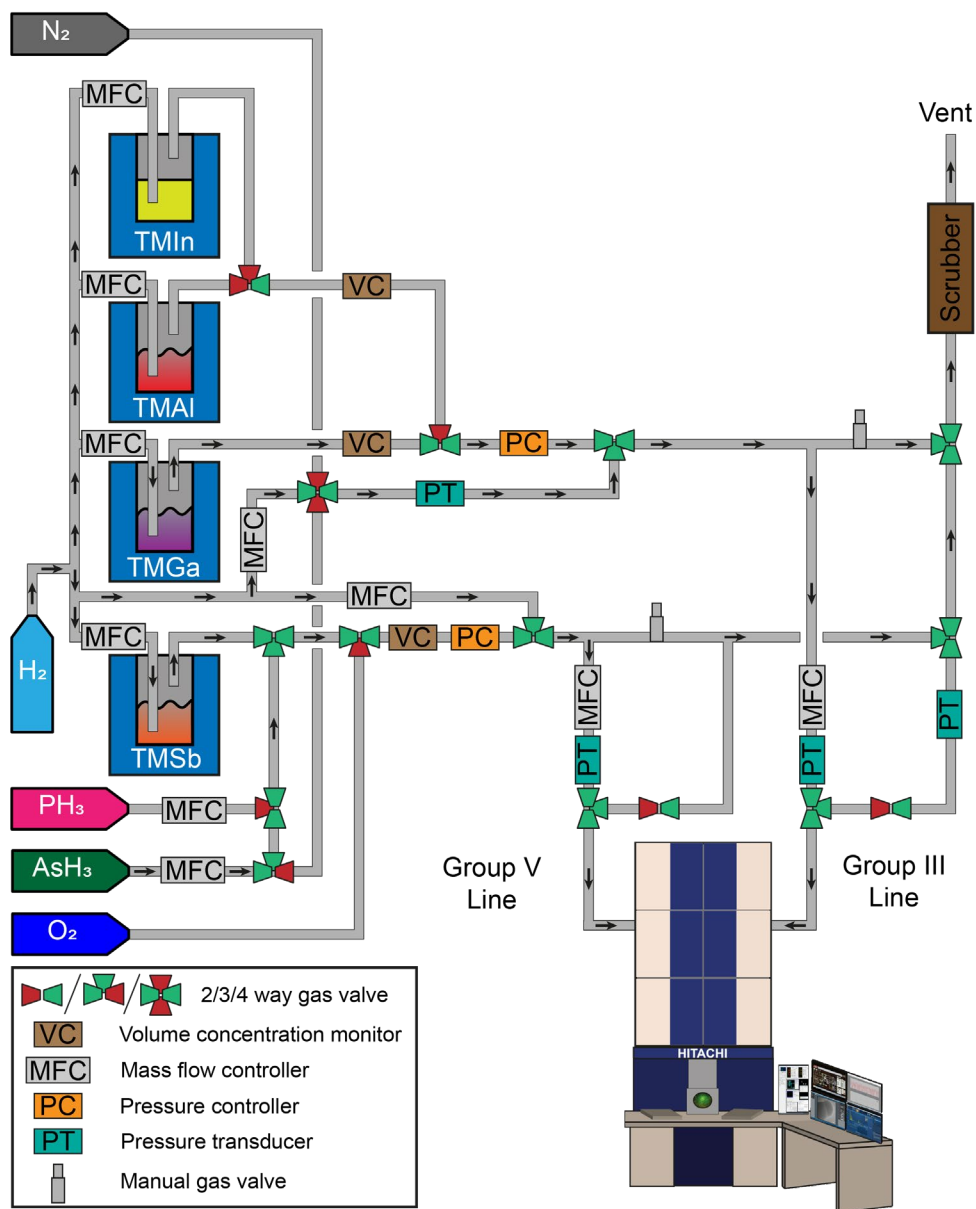 N₂
MFC
Vent
TMIn
MFC
VC
Scrubber
TMAl
MFC
VC
PC
PT
MFC
TMGa
MFC
MFC
VC
PC
H₂
MFC
MFC
PT
TMSb
PT
PT
PH₃
MFC
AsH₃
MFC
Group V
Line
Group III
Line
O₂
2/3/4 way gas valve
VC
Volume concentration monitor
MFC
Mass flow controller
PC
Pressure controller
PT
Pressure transducer
Manual gas valve
HITACHI